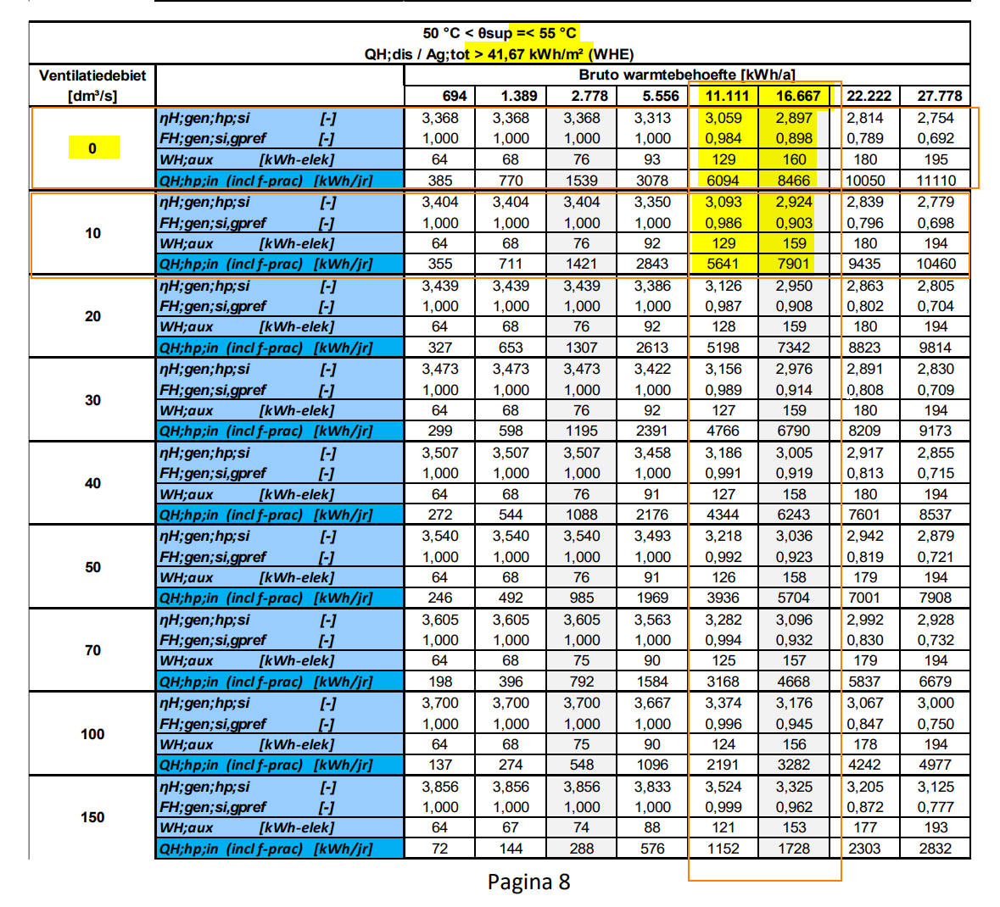 50 °C < θsup =< 55 °C
QH;dis / Ag;tot > 41,67 kWh/m² (WHE)
Ventilatiedebiet [dm³/s] Bruto warmtebehoefte [kWh/a]
694 1.389 2.778 5.556 11.111 16.667 22.222 27.778
0
ηH;gen;hp;si [-] 3,368 3,368 3,368 3,313 3,059 2,897 2,814 2,754
FH;gen;si,gpref [-] 1,000 1,000 1,000 1,000 0,984 0,898 0,789 0,692
WH;aux [kWh-elek] 64 68 76 93 129 160 180 195
QH;hp;in (incl f-prac) [kWh/jr] 385 770 1539 3078 6094 8466 10050 11110
10
ηH;gen;hp;si [-] 3,404 3,404 3,404 3,350 3,093 2,924 2,839 2,779
FH;gen;si,gpref [-] 1,000 1,000 1,000 1,000 0,986 0,903 0,796 0,698
WH;aux [kWh-elek] 64 68 76 92 129 159 180 194
QH;hp;in (incl f-prac) [kWh/jr] 355 711 1421 2843 5641 7901 9435 10460
20
ηH;gen;hp;si [-] 3,439 3,439 3,439 3,386 3,126 2,950 2,863 2,805
FH;gen;si,gpref [-] 1,000 1,000 1,000 1,000 0,987 0,908 0,802 0,704
WH;aux [kWh-elek] 64 68 76 92 128 159 180 194
QH;hp;in (incl f-prac) [kWh/jr] 327 653 1307 2613 5198 7342 8823 9814
30
ηH;gen;hp;si [-] 3,473 3,473 3,473 3,422 3,156 2,976 2,891 2,830
FH;gen;si,gpref [-] 1,000 1,000 1,000 1,000 0,989 0,914 0,808 0,709
WH;aux [kWh-elek] 64 68 76 92 127 159 180 194
QH;hp;in (incl f-prac) [kWh/jr] 299 598 1195 2391 4766 6790 8209 9173
40
ηH;gen;hp;si [-] 3,507 3,507 3,507 3,458 3,186 3,005 2,917 2,855
FH;gen;si,gpref [-] 1,000 1,000 1,000 1,000 0,991 0,919 0,813 0,715
WH;aux [kWh-elek] 64 68 76 91 127 158 180 194
QH;hp;in (incl f-prac) [kWh/jr] 272 544 1088 2176 4344 6243 7601 8537
50
ηH;gen;hp;si [-] 3,540 3,540 3,540 3,493 3,218 3,036 2,942 2,879
FH;gen;si,gpref [-] 1,000 1,000 1,000 1,000 0,992 0,923 0,819 0,721
WH;aux [kWh-elek] 64 68 76 91 126 158 179 194
QH;hp;in (incl f-prac) [kWh/jr] 246 492 985 1969 3936 5704 7001 7908
70
ηH;gen;hp;si [-] 3,605 3,605 3,605 3,563 3,282 3,096 2,992 2,928
FH;gen;si,gpref [-] 1,000 1,000 1,000 1,000 0,994 0,932 0,830 0,732
WH;aux [kWh-elek] 64 68 75 90 125 157 179 194
QH;hp;in (incl f-prac) [kWh/jr] 198 396 792 1584 3168 4668 5837 6679
100
ηH;gen;hp;si [-] 3,700 3,700 3,700 3,667 3,374 3,176 3,067 3,000
FH;gen;si,gpref [-] 1,000 1,000 1,000 1,000 0,996 0,945 0,847 0,750
WH;aux [kWh-elek] 64 68 75 90 124 156 178 194
QH;hp;in (incl f-prac) [kWh/jr] 137 274 548 1096 2191 3282 4242 4977
150
ηH;gen;hp;si [-] 3,856 3,856 3,856 3,833 3,524 3,325 3,205 3,125
FH;gen;si,gpref [-] 1,000 1,000 1,000 1,000 0,999 0,962 0,872 0,777
WH;aux [kWh-elek] 64 67 74 88 121 153 177 193
QH;hp;in (incl f-prac) [kWh/jr] 72 144 288 576 1152 1728 2303 2832
Pagina 8